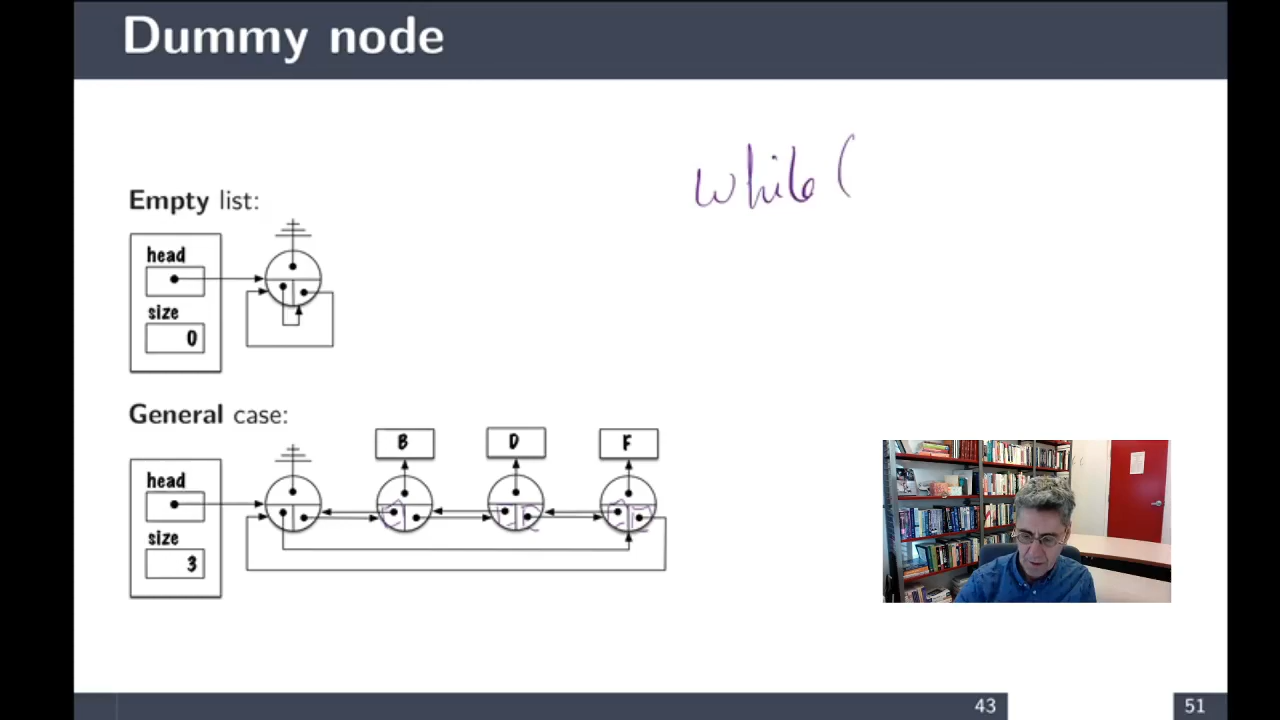 Dummy node
while (
Empty list:
head
size
0
General case:
B D F
head
size
3
43 51